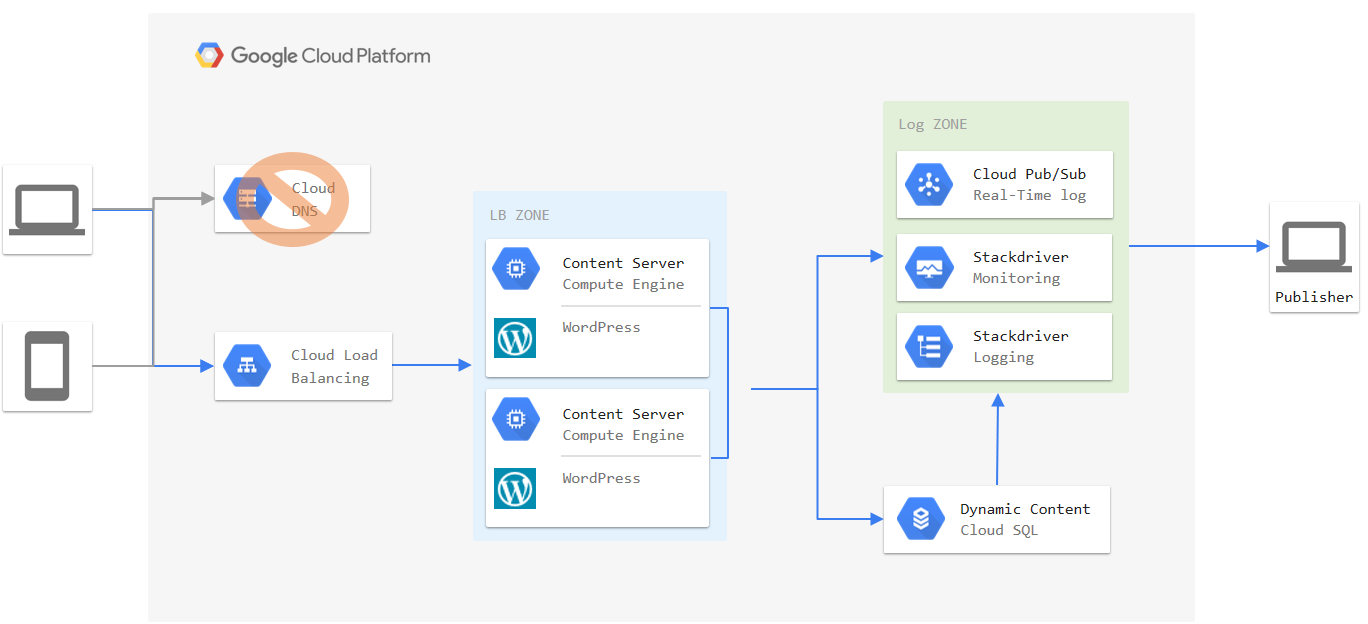 Google Cloud Platform
Cloud
DNS
Cloud Load
Balancing
LB ZONE
Content Server
Compute Engine
WordPress
Content Server
Compute Engine
WordPress
Log ZONE
Cloud Pub/Sub
Real-Time log
Stackdriver
Monitoring
Stackdriver
Logging
Dynamic Content
Cloud SQL
Publisher